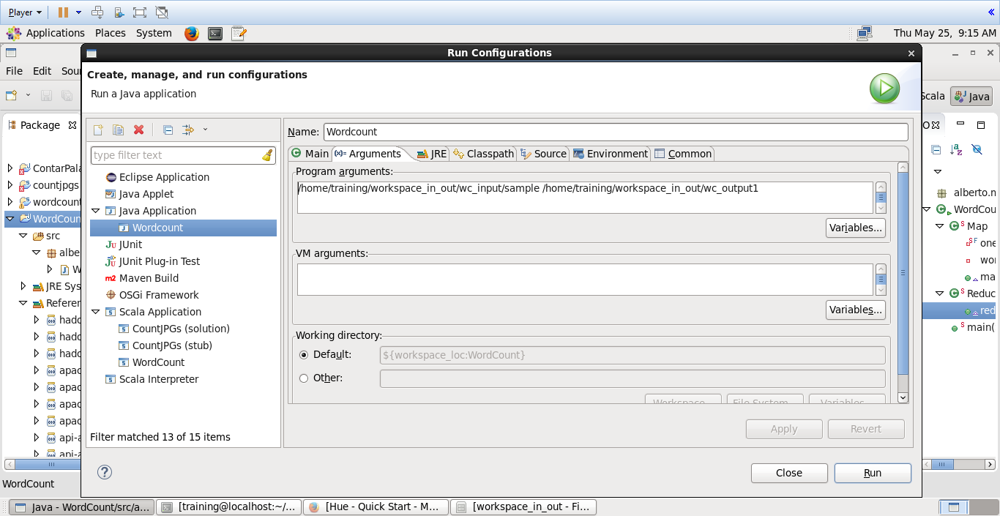 Player
Applications Places System
Thu May 25, 9:15 AM
Run Configurations
File Edit Sou
Create, manage, and run configurations
Run a Java application
Scala Java
Package
Name: Wordcount
type filter text
Main (x)= Arguments JRE Classpath Source Environment Common
ContarPala
countjpgs
wordcount
WordCoun
src
albe
W
JRE Sys
Referen
hado
hado
hado
apac
apac
apac
apac
api-a
api-a
Eclipse Application
Java Applet
Java Application
Wordcount
JUnit
JUnit Plug-in Test
Maven Build
OSGi Framework
Scala Application
CountJPGs (solution)
CountJPGs (stub)
WordCount
Scala Interpreter
Filter matched 13 of 15 items
Program arguments:
/home/training/workspace_in_out/wc_input/sample /home/training/workspace_in_out/wc_output1
Variables...
VM arguments:
Variables...
Working directory:
Default: ${workspace_loc:WordCount}
Other:
Workspace... File System... Variables...
Apply Revert
Close Run
alberto.m
WordCou
Map
one
wor
ma
Reduc
red
main(
WordCount
Java - WordCount/src/a... [training@localhost:~/... [Hue - Quick Start - M... [workspace_in_out - Fi...